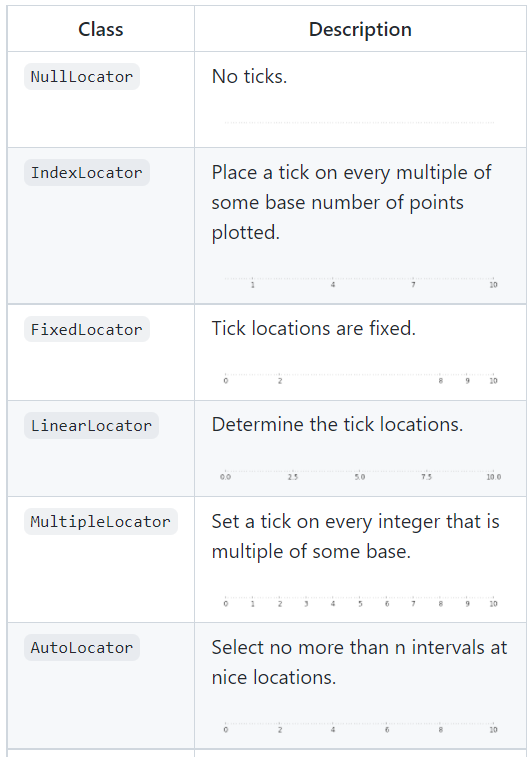 Class Description
NullLocator No ticks.
IndexLocator Place a tick on every multiple of
some base number of points
plotted.
1 4 7 10
FixedLocator Tick locations are fixed.
0 2 8 9 10
LinearLocator Determine the tick locations.
0.0 2.5 5.0 7.5 10.0
MultipleLocator Set a tick on every integer that is
multiple of some base.
0 1 2 3 4 5 6 7 8 9 10
AutoLocator Select no more than n intervals at
nice locations.
0 2 4 6 8 10